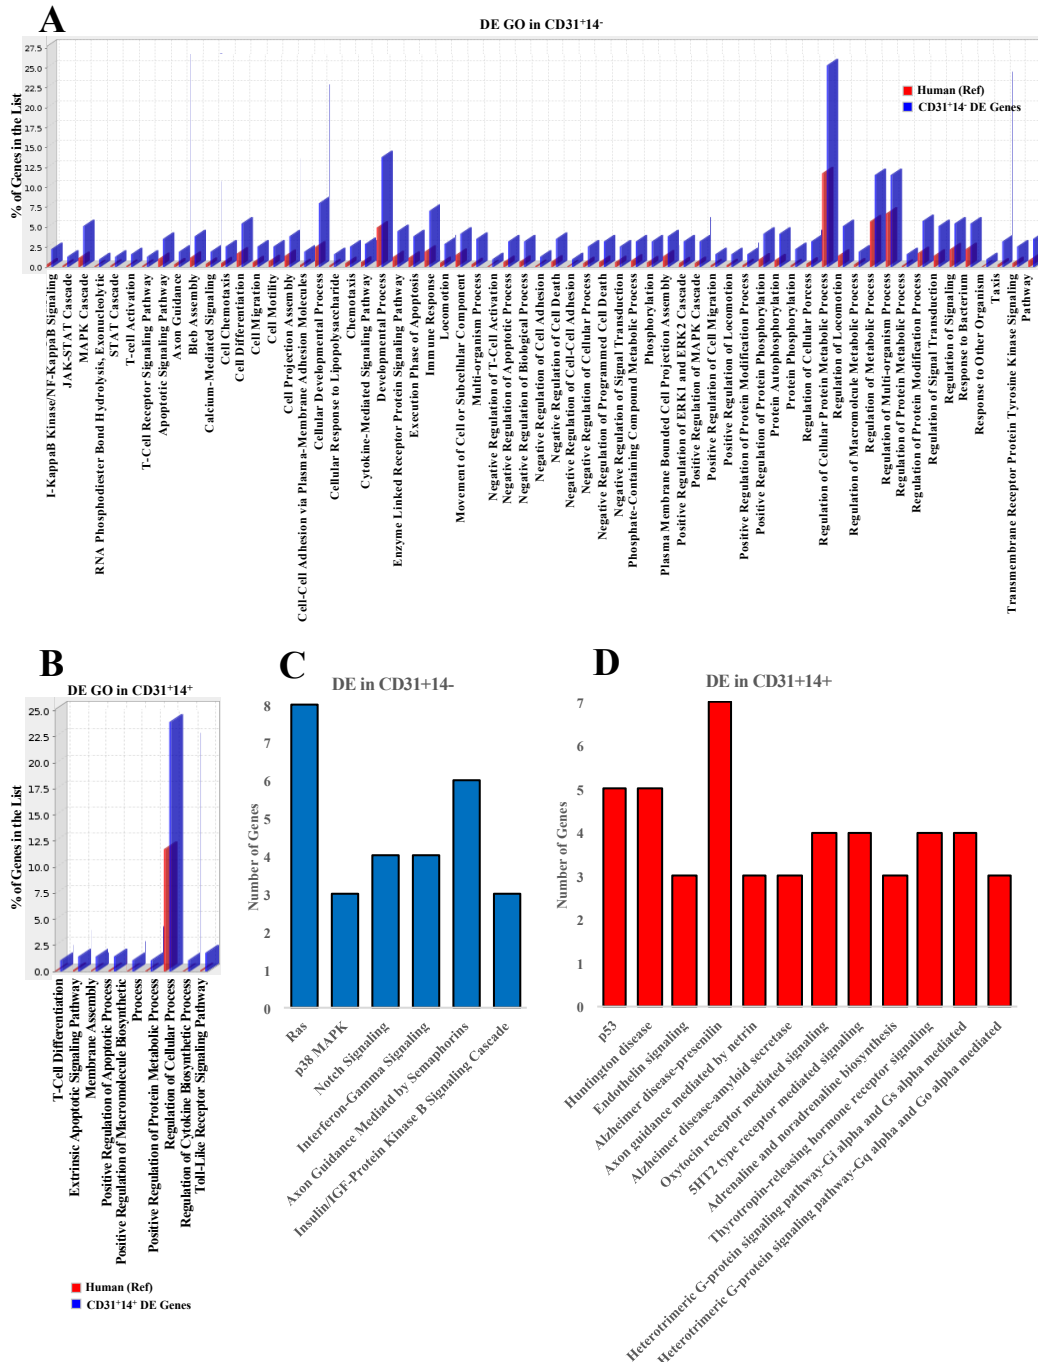 A
DE GO in CD31⁺14⁻
% of Genes in the List
27.5
25.0
22.5
20.0
17.5
15.0
12.5
10.0
7.5
5.0
2.5
0.0
Human (Ref)
CD31⁺14⁻ DE Genes
I-KappaB Kinase/NF-KappaB Signaling
JAK-STAT Cascade
MAPK Cascade
RNA Phosphodiester Bond Hydrolysis, Exonucleolytic
STAT Cascade
T-cell Activation
T-Cell Receptor Signaling Pathway
Apoptotic Signaling Pathway
Axon Guidance
Bleb Assembly
Calcium-Mediated Signaling
Cell Chemotaxis
Cell Differentiation
Cell Migration
Cell Motility
Cell Projection Assembly
Cell-Cell Adhesion via Plasma-Membrane Adhesion Molecules
Cellular Developmental Process
Cellular Response to Lipopolysaccharide
Chemotaxis
Cytokine-Mediated Signaling Pathway
Developmental Process
Enzyme Linked Receptor Protein Signaling Pathway
Execution Phase of Apoptosis
Immune Response
Locomotion
Movement of Cell or Subcellular Component
Multi-organism Process
Negative Regulation of T-Cell Activation
Negative Regulation of Apoptotic Process
Negative Regulation of Biological Process
Negative Regulation of Cell Adhesion
Negative Regulation of Cell Death
Negative Regulation of Cell-Cell Adhesion
Negative Regulation of Cellular Process
Negative Regulation of Programmed Cell Death
Negative Regulation of Signal Transduction
Phosphate-Containing Compound Metabolic Process
Phosphorylation
Plasma Membrane Bounded Cell Projection Assembly
Positive Regulation of ERK1 and ERK2 Cascade
Positive Regulation of MAPK Cascade
Positive Regulation of Cell Migration
Positive Regulation of Locomotion
Positive Regulation of Protein Modification Process
Positive Regulation of Protein Phosphorylation
Protein Autophosphorylation
Protein Phosphorylation
Regulation of Cellular Porcess
Regulation of Cellular Protein Metabolic Process
Regulation of Locomotion
Regulation of Macromolecule Metabolic Process
Regulation of Metabolic Process
Regulation of Multi-organism Process
Regulation of Protein Metabolic Process
Regulation of Protein Modification Process
Regulation of Signal Transduction
Regulation of Signaling
Response to Bacterium
Response to Other Organism
Taxis
Transmembrane Receptor Protein Tyrosine Kinase Signaling
Pathway
B
DE GO in CD31⁺14⁺
% of Genes in the List
25.0
22.5
20.0
17.5
15.0
12.5
10.0
7.5
5.0
2.5
0.0
T-Cell Differentiation
Extrinsic Apoptotic Signaling Pathway
Membrane Assembly
Positive Regulation of Apoptotic Process
Positive Regulation of Macromolecule Biosynthetic
Process
Positive Regulation of Protein Metabolic Process
Regulation of Cellular Process
Regulation of Cytokine Biosynthetic Process
Toll-Like Receptor Signaling Pathway
Human (Ref)
CD31⁺14⁺ DE Genes
C
DE in CD31+14-
Number of Genes
8
7
6
5
4
3
2
1
0
Ras
p38 MAPK
Notch Signaling
Interferon-Gamma Signaling
Axon Guidance Mediatd by Semaphorins
Insulin/IGF-Protein Kinase B Signaling Cascade
D
DE in CD31+14+
Number of Genes
7
6
5
4
3
2
1
0
p53
Huntington disease
Endothelin signaling
Alzheimer disease-presenilin
Axon guidance mediated by netrin
Alzheimer disease-amyloid secretase
Oxytocin receptor mediated signaling
5HT2 type receptor mediated signaling
Adrenaline and noradrenaline biosynthesis
Thyrotropin-releasing hormone receptor signaling
Heterotrimeric G-protein signaling pathway-Gi alpha and Gs alpha mediated
Heterotrimeric G-protein signaling pathway-Gq alpha and Go alpha mediated